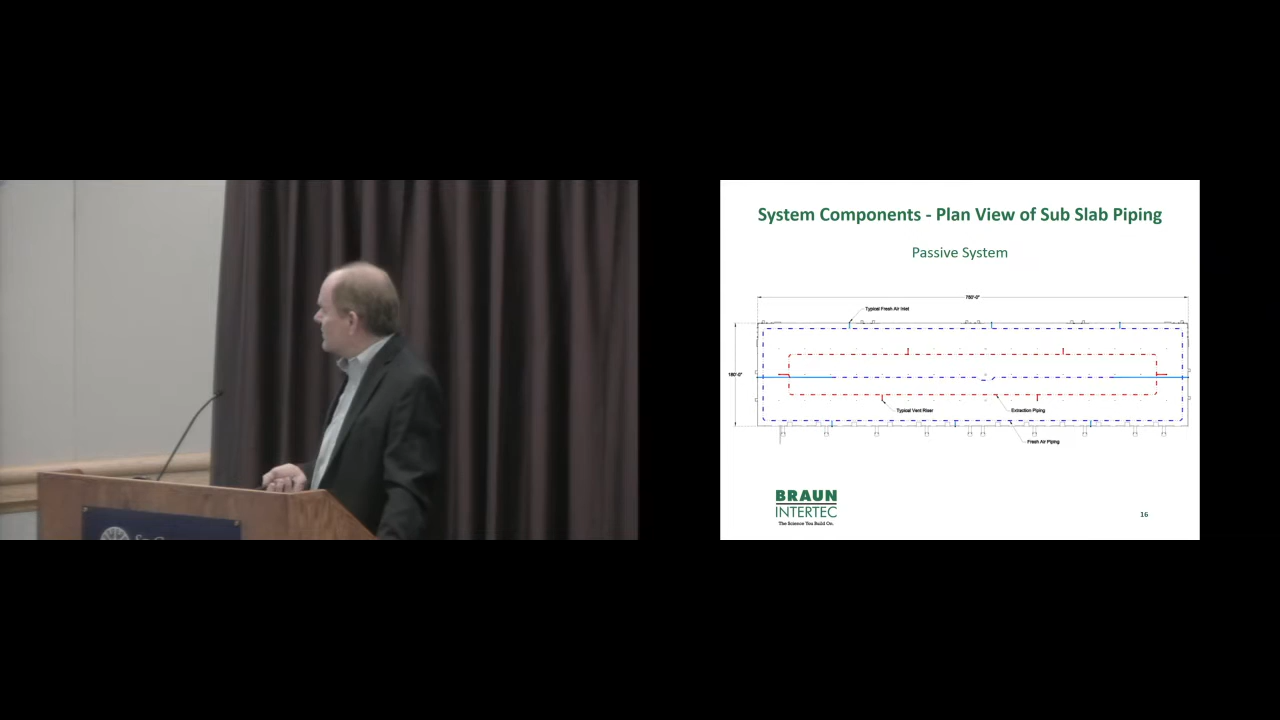 System Components - Plan View of Sub Slab Piping
Passive System
Typical Fresh Air Inlet
Typical Vent Riser
Extraction Piping
Fresh Air Piping
BRAUN
INTERTEC
The Science You Build On.
16